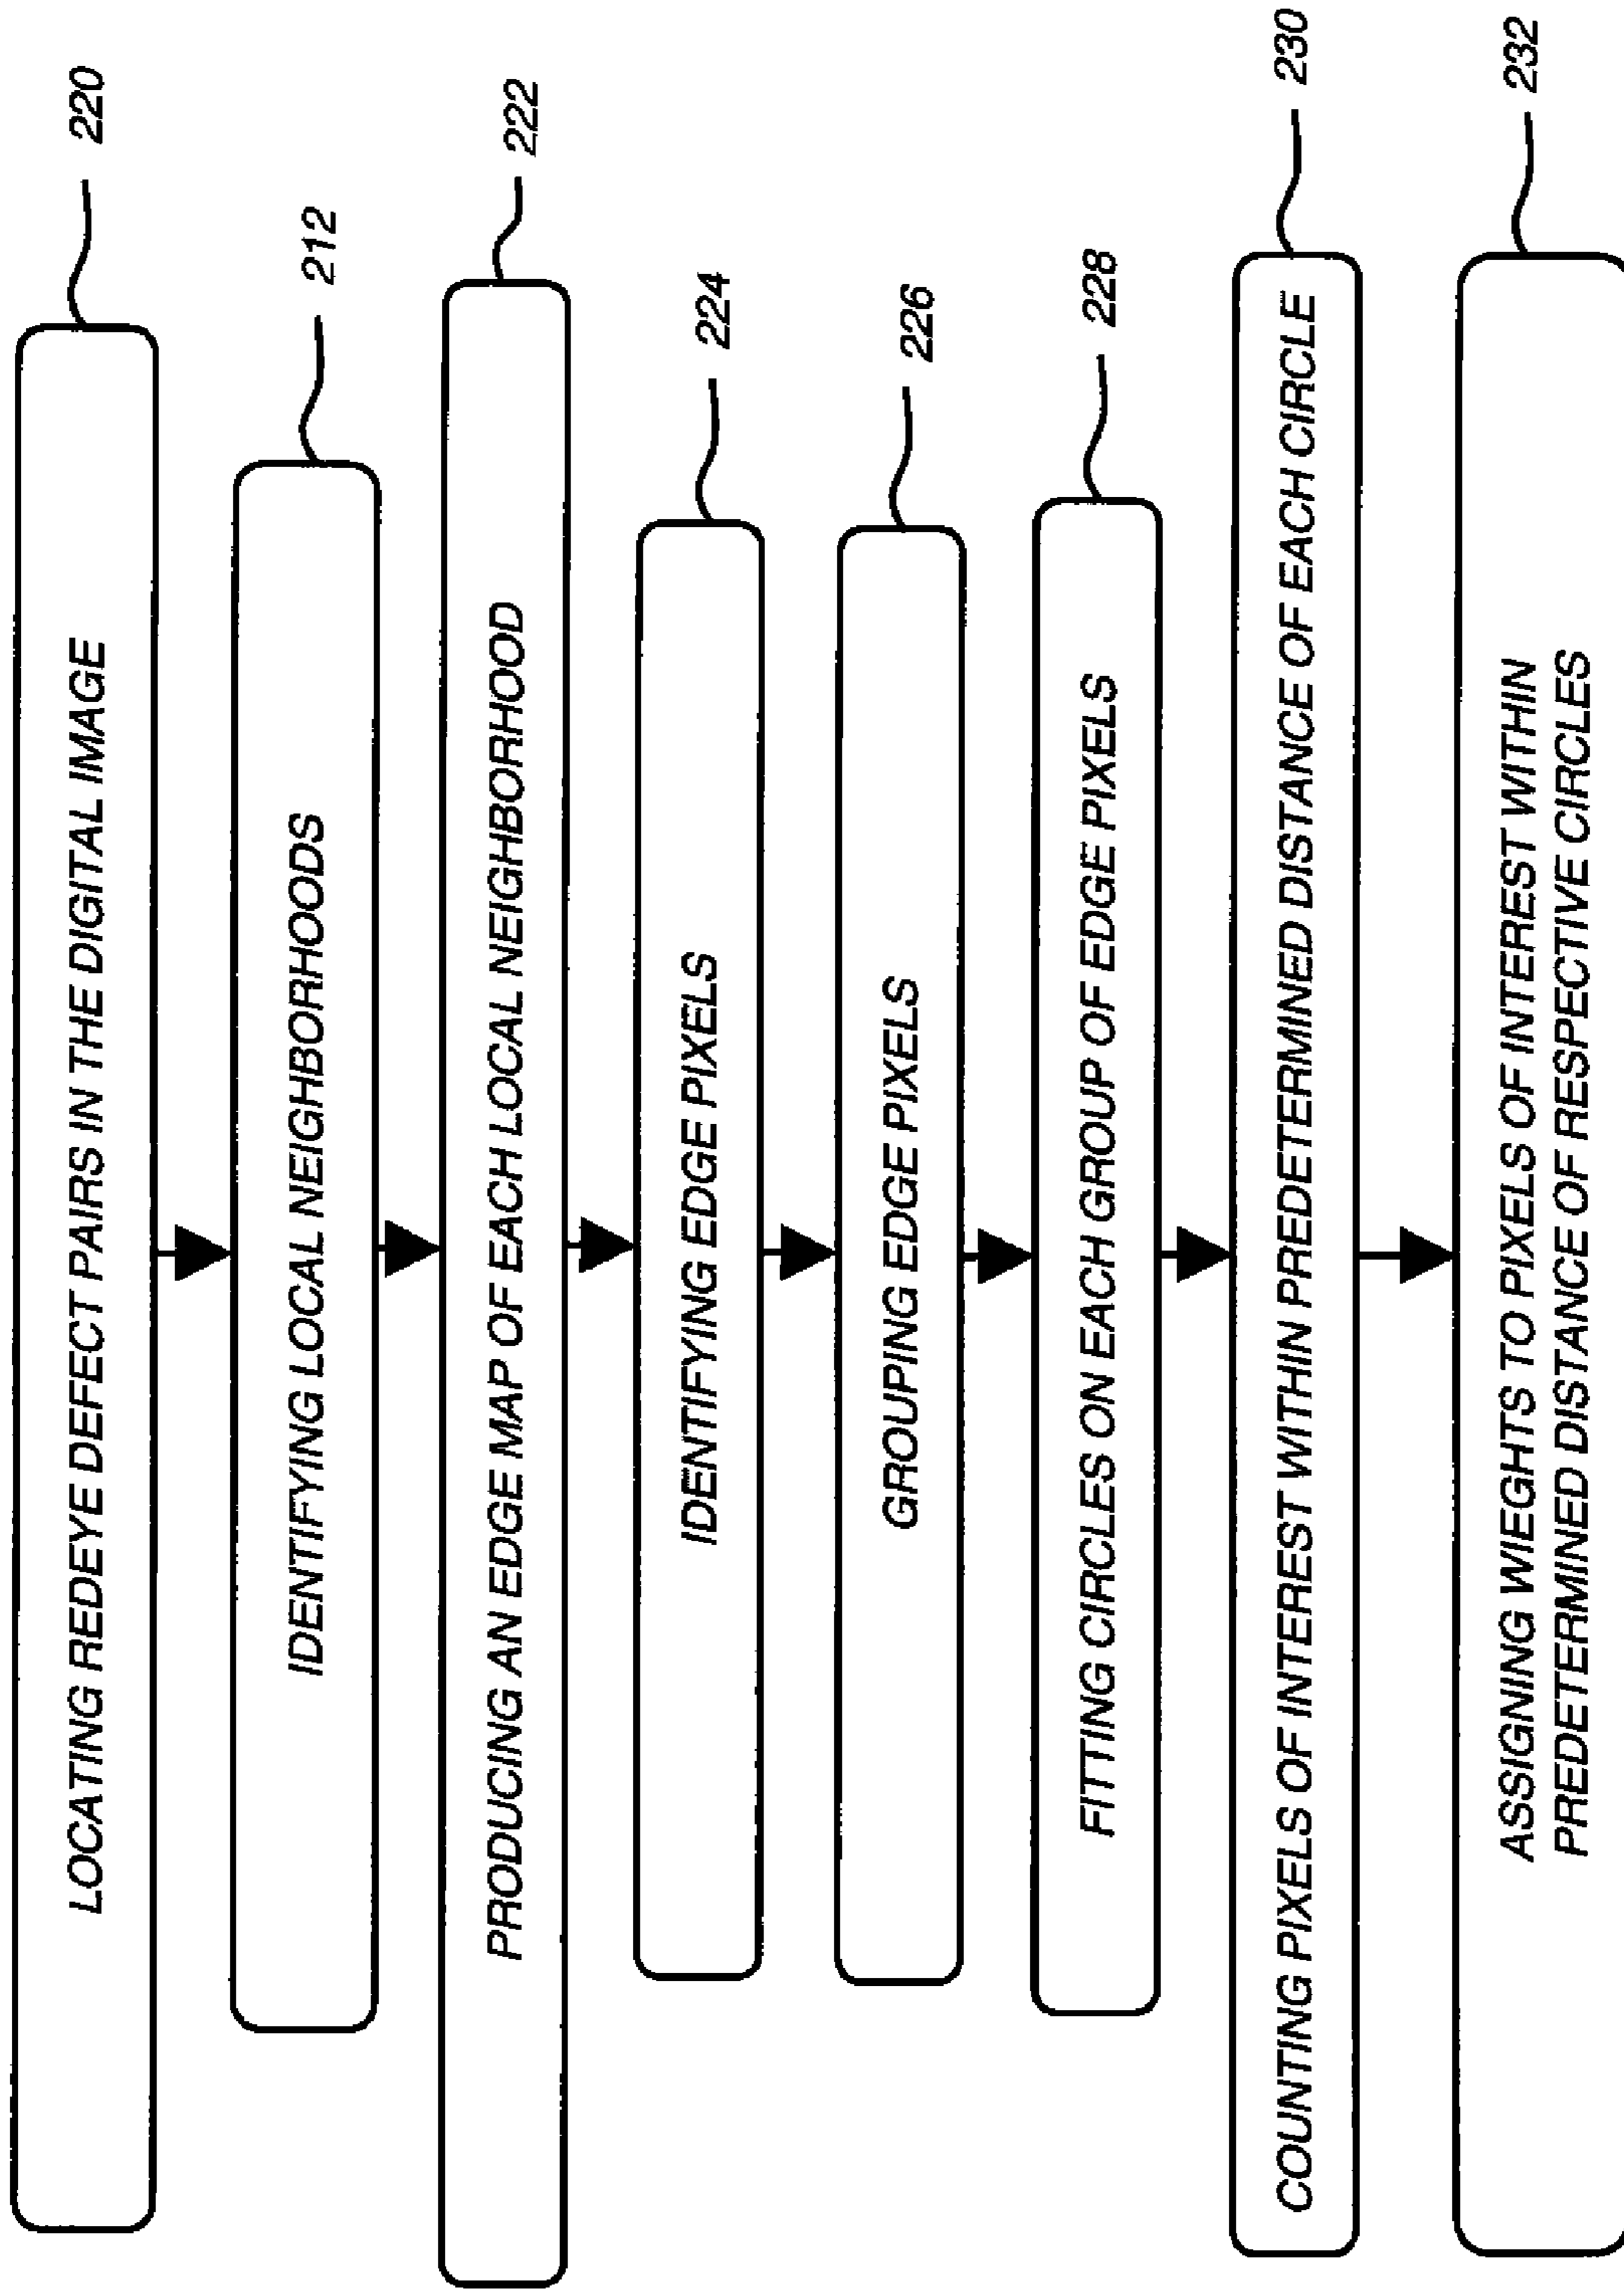 LOCATING REDEYE DEFECT PAIRS IN THE DIGITAL IMAGE
220
IDENTIFYING LOCAL NEIGHBORHOODS
212
PRODUCING AN EDGE MAP OF EACH LOCAL NEIGHBORHOOD
222
IDENTIFYING EDGE PIXELS
224
GROUPING EDGE PIXELS
226
FITTING CIRCLES ON EACH GROUP OF EDGE PIXELS
228
COUNTING PIXELS OF INTEREST WITHIN PREDETERMINED DISTANCE OF EACH CIRCLE
230
ASSIGNING WIEGHTS TO PIXELS OF INTEREST WITHIN
PREDETERMINED DISTANCE OF RESPECTIVE CIRCLES
232